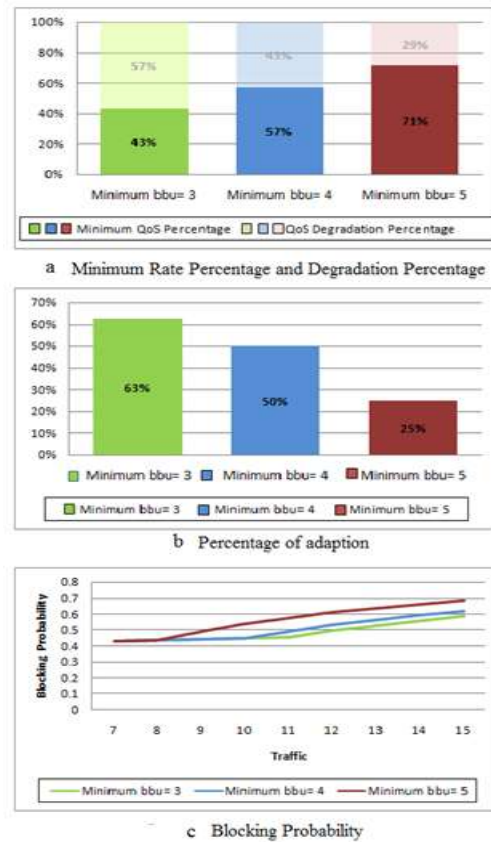 100%
80%
60%
40%
20%
0%
57%
43%
29%
43%
57%
71%
Minimum bbu= 3 Minimum bbu= 4 Minimum bbu= 5
Minimum QoS Percentage QoS Degradation Percentage
a Minimum Rate Percentage and Degradation Percentage
70%
60%
50%
40%
30%
20%
10%
0%
63%
50%
25%
Minimum bbu= 3 Minimum bbu= 4 Minimum bbu= 5
Minimum bbu= 3 Minimum bbu= 4 Minimum bbu= 5
b Percentage of adaption
Blocking Probability
0.8
0.7
0.6
0.5
0.4
0.3
0.2
0.1
0
7 8 9 10 11 12 13 14 15
Traffic
Minimum bbu= 3 Minimum bbu= 4 Minimum bbu= 5
c Blocking Probability